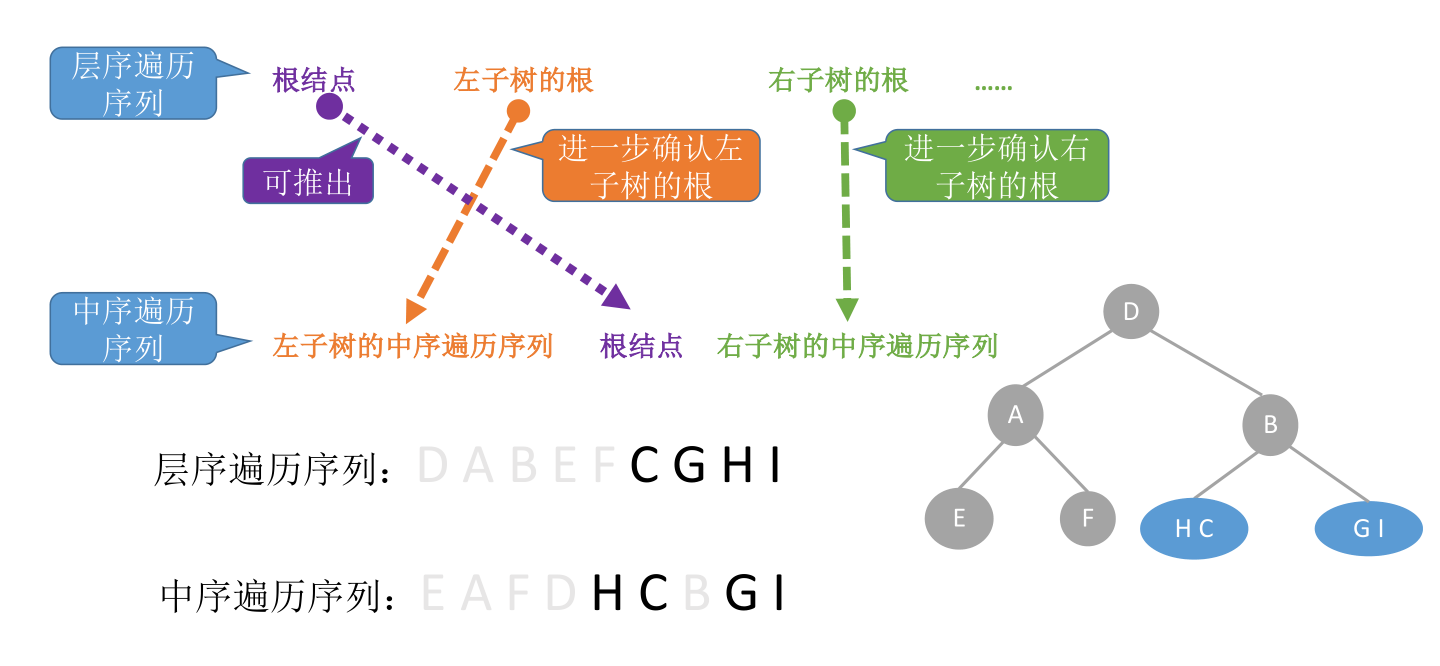 层序遍历
序列
根结点
左子树的根
右子树的根
……
可推出
进一步确认左
子树的根
进一步确认右
子树的根
中序遍历
序列
左子树的中序遍历序列
根结点
右子树的中序遍历序列
D
A
B
E
F
H C
G I
层序遍历序列：D A B E F C G H I
中序遍历序列：E A F D H C B G I